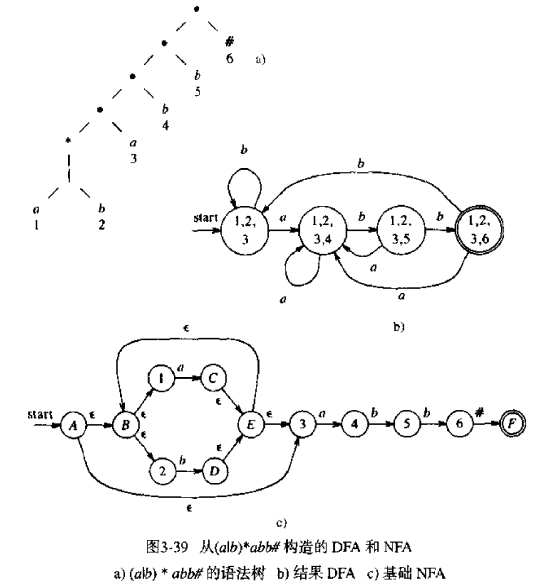 #
6 a)
b
5
b
4
a
3
*
|
a b
1 2
b
b
start 1,2, 3 a 1,2, 3,4 b 1,2, 3,5 b 1,2, 3,6
a
a
a
b)
ϵ
1 a C
start A ϵ B ϵ ϵ E ϵ 3 a 4 b 5 b 6 # F
ϵ ϵ
2 b D
ϵ
c)
图3-39 从(a|b)*abb#构造的 DFA 和 NFA
a) (a|b) * abb# 的语法树 b) 结果 DFA c) 基础 NFA